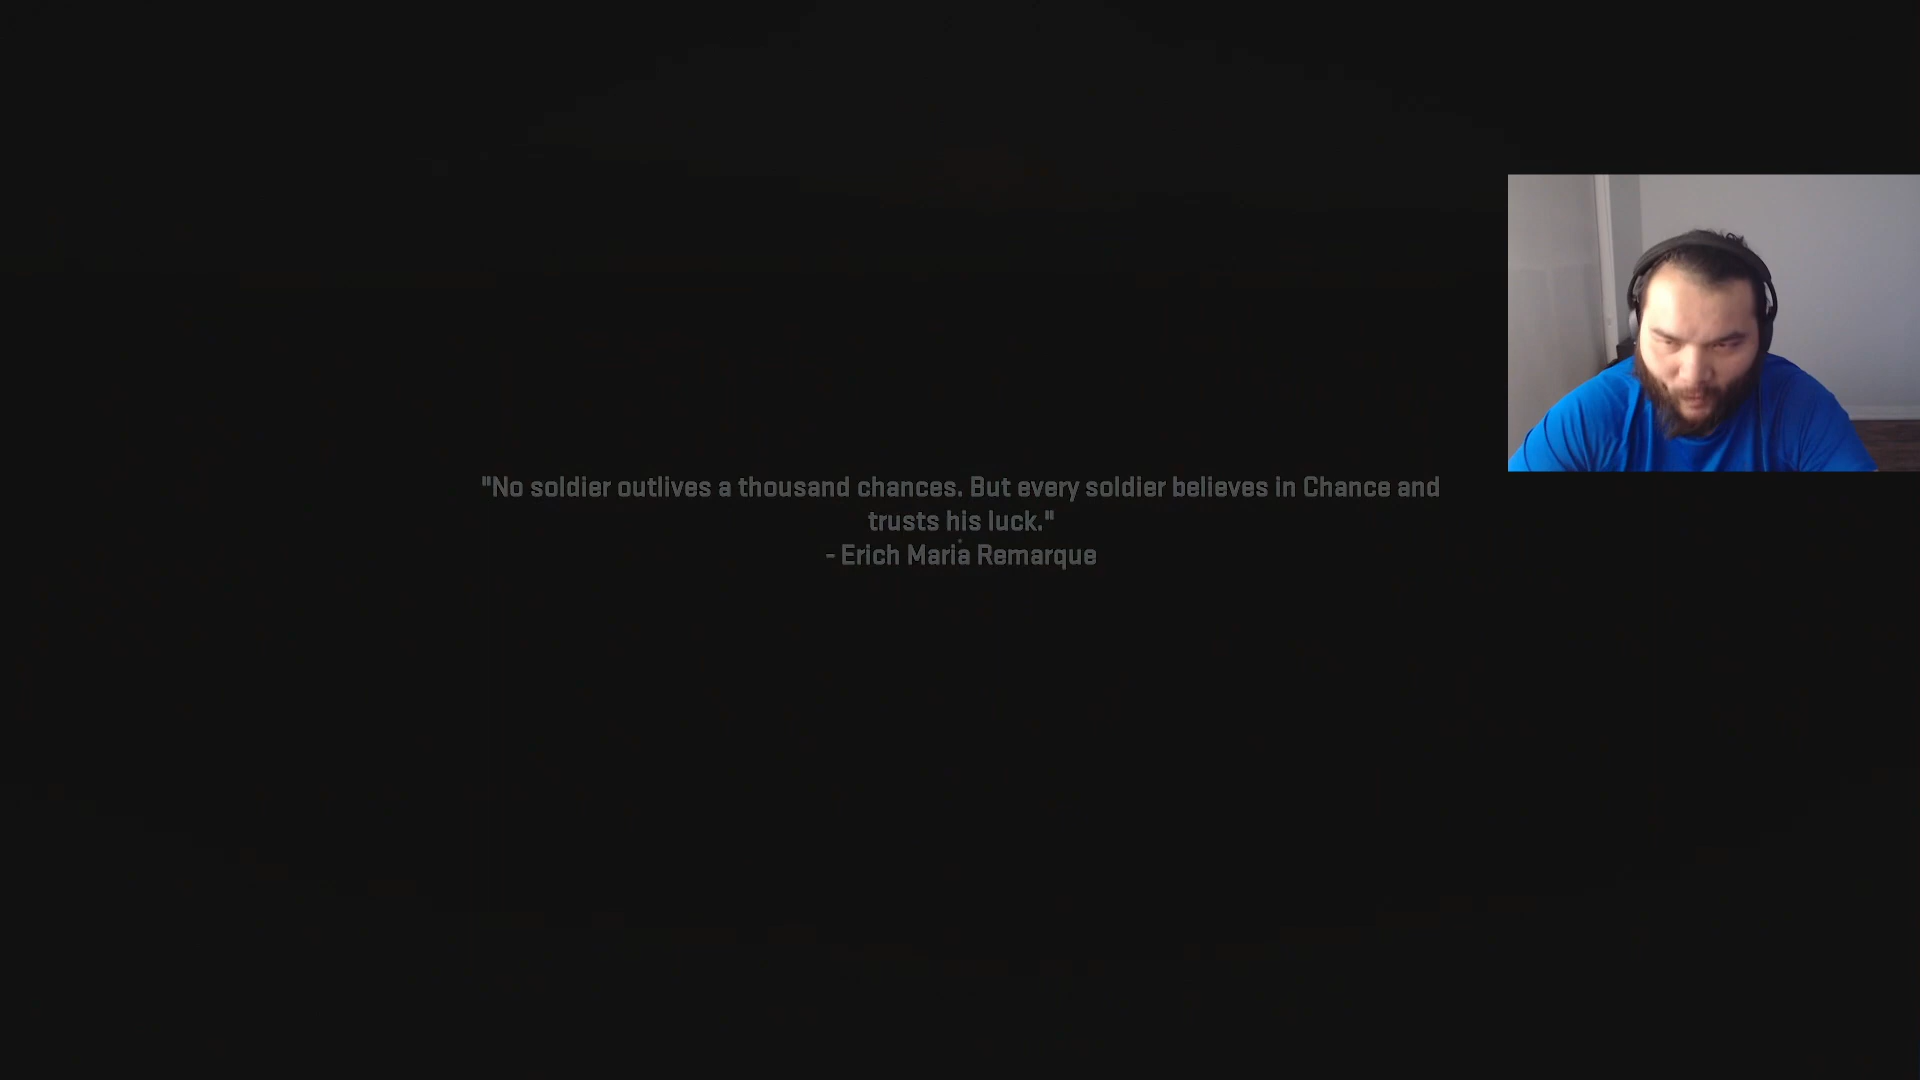 "No soldier outlives a thousand chances. But every soldier believes in Chance and
trusts his luck."
- Erich Maria Remarque